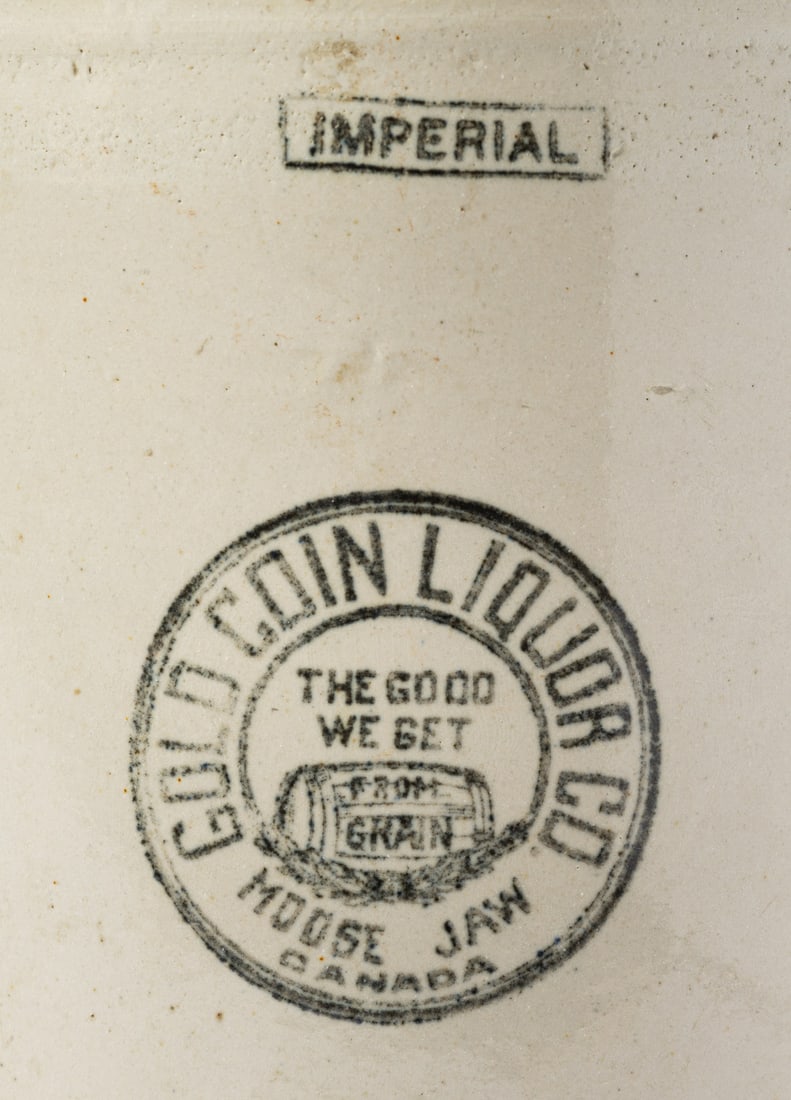 IMPERIAL
GOLD COIN LIQUOR CO.
THE GOOD
WE GET
FROM
GRAIN
MOOSE JAW
CANADA